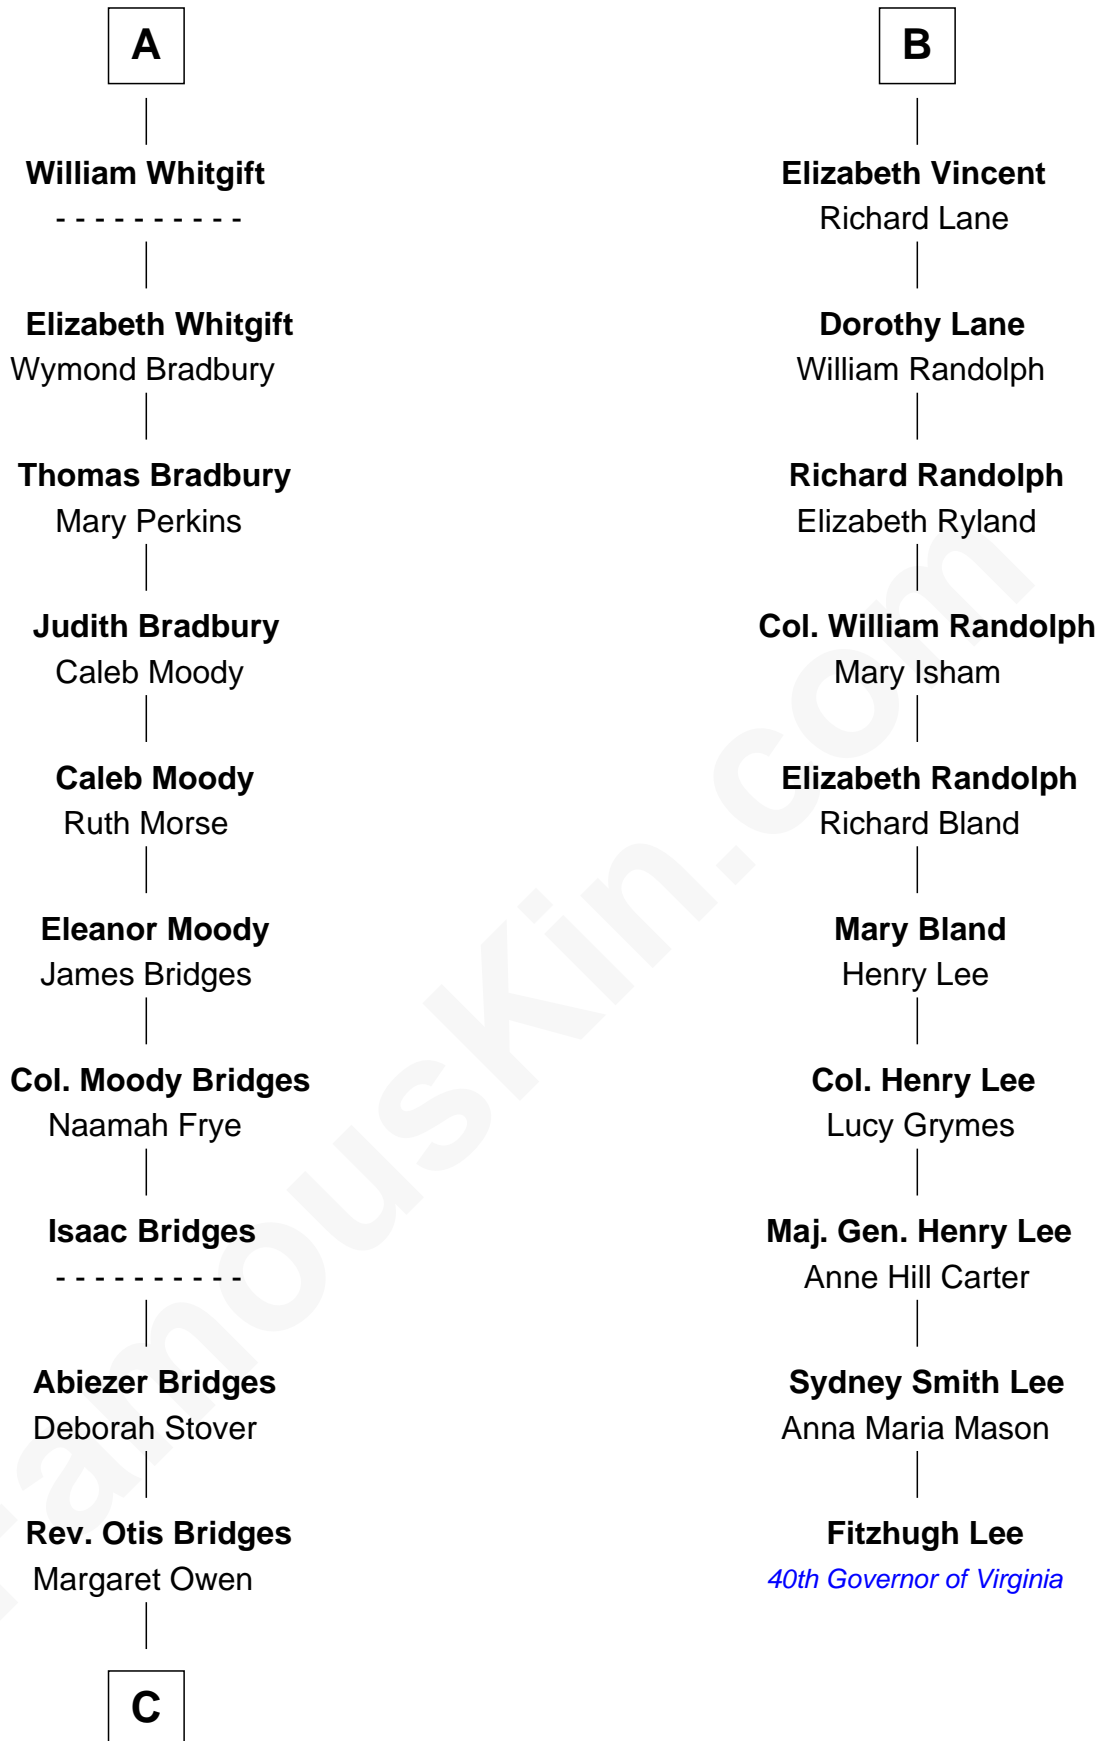 A
William Whitgift
- - - - - - - - - -
Elizabeth Whitgift
Wymond Bradbury
Thomas Bradbury
Mary Perkins
Judith Bradbury
Caleb Moody
Caleb Moody
Ruth Morse
Eleanor Moody
James Bridges
Col. Moody Bridges
Naamah Frye
Isaac Bridges
- - - - - - - - - -
Abiezer Bridges
Deborah Stover
Rev. Otis Bridges
Margaret Owen
C
B
Elizabeth Vincent
Richard Lane
Dorothy Lane
William Randolph
Richard Randolph
Elizabeth Ryland
Col. William Randolph
Mary Isham
Elizabeth Randolph
Richard Bland
Mary Bland
Henry Lee
Col. Henry Lee
Lucy Grymes
Maj. Gen. Henry Lee
Anne Hill Carter
Sydney Smith Lee
Anna Maria Mason
Fitzhugh Lee
40th Governor of Virginia
FamousKin.com